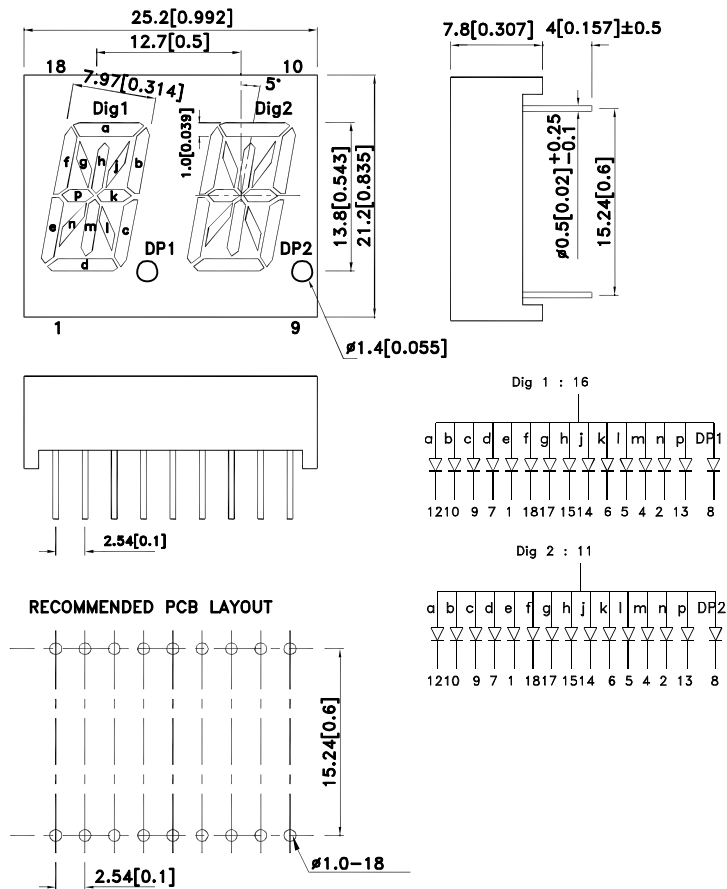 25.2[0.992]
12.7[0.5]
7.8[0.307]
4[0.157]±0.5
18
10
7.97[0.314]
5°
Dig1
Dig2
a
1.0[0.039]
f
g
h
j
b
p
k
e
n
m
l
c
d
DP1
DP2
13.8[0.543]
21.2[0.835]
ø0.5[0.02]+0.25
-0.1
15.24[0.6]
1
9
ø1.4[0.055]
Dig 1 : 16
a b c d e f g h j k l m n p DP1
12 10 9 7 1 18 17 15 14 6 5 4 2 13 8
2.54[0.1]
Dig 2 : 11
a b c d e f g h j k l m n p DP2
12 10 9 7 1 18 17 15 14 6 5 4 2 13 8
RECOMMENDED PCB LAYOUT
15.24[0.6]
ø1.0-18
2.54[0.1]